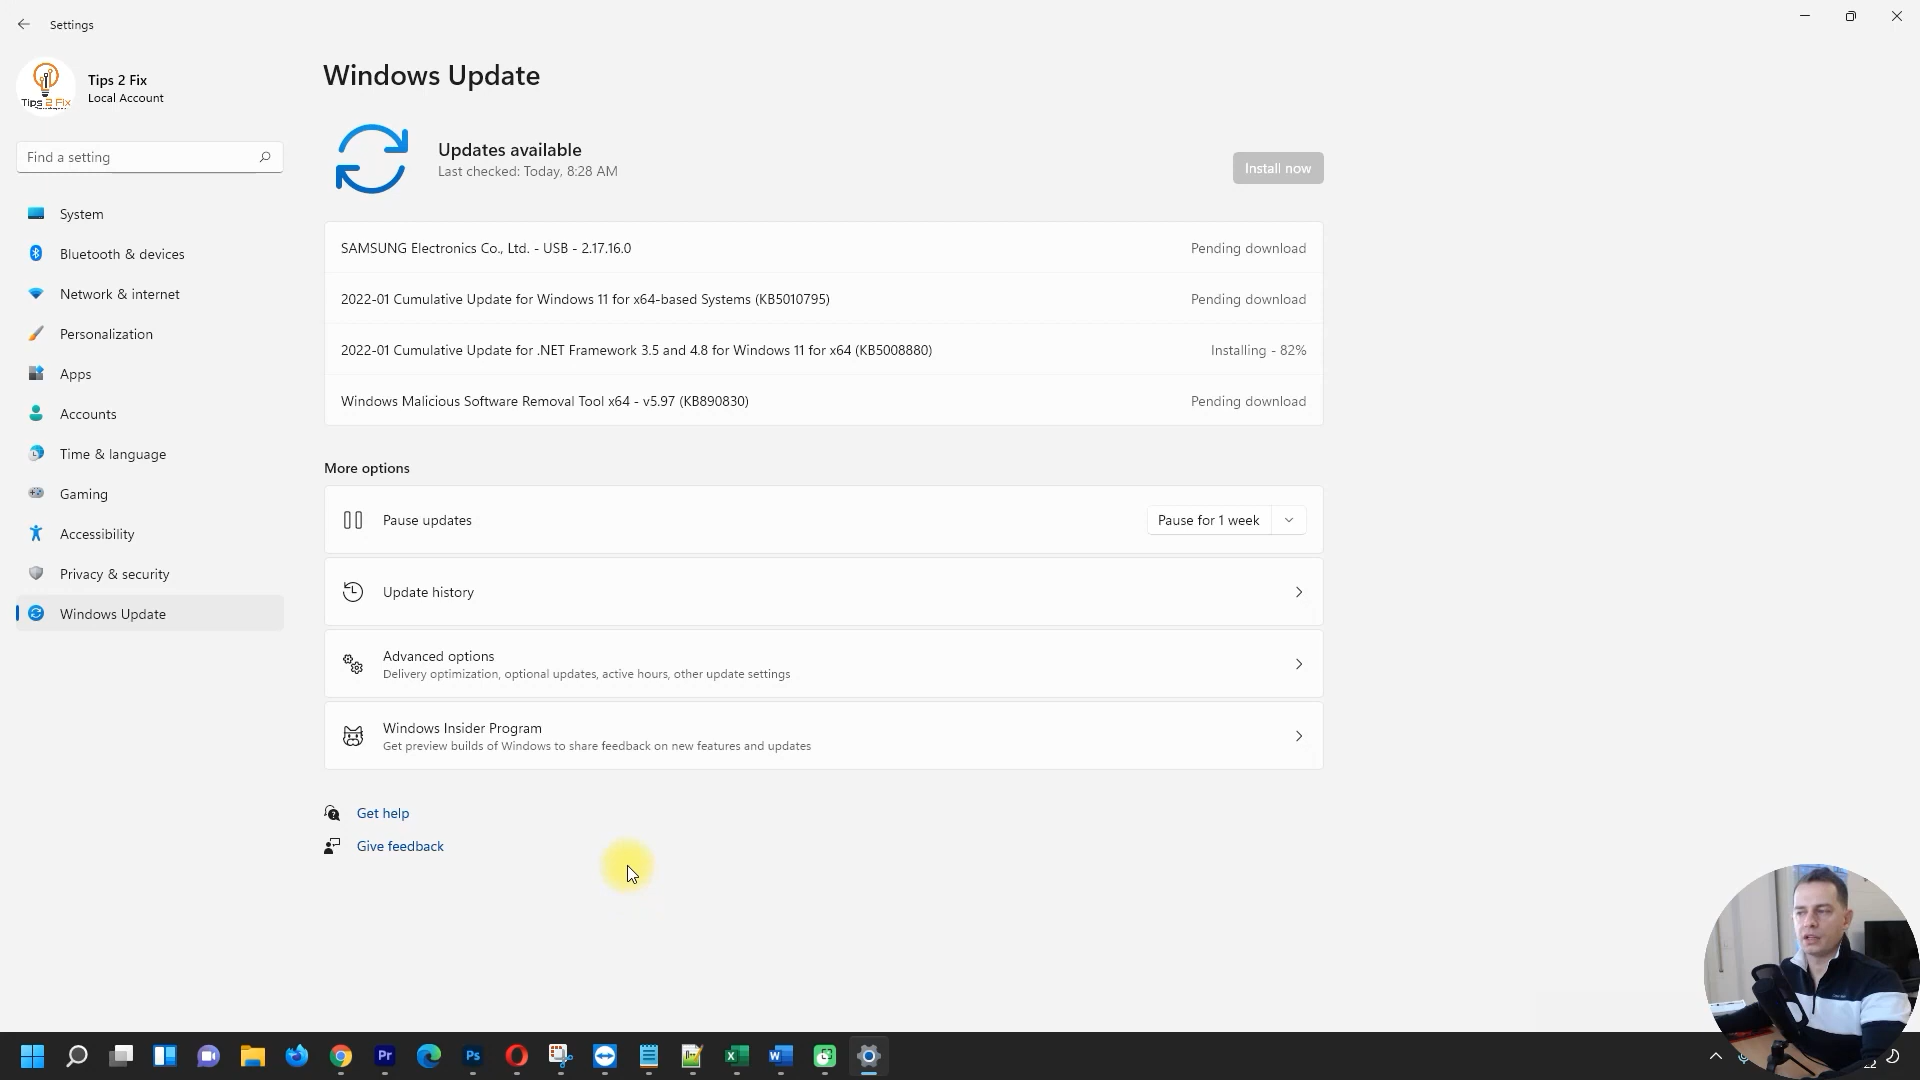 Settings
Tips 2 Fix
Tips 2 Fix
Local Account
Find a setting
System
Bluetooth & devices
Network & internet
Personalization
Apps
Accounts
Time & language
Gaming
Accessibility
Privacy & security
Windows Update
Windows Update
Updates available
Last checked: Today, 8:28 AM
Install now
SAMSUNG Electronics Co., Ltd. - USB - 2.17.16.0
Pending download
2022-01 Cumulative Update for Windows 11 for x64-based Systems (KB5010795)
Pending download
2022-01 Cumulative Update for .NET Framework 3.5 and 4.8 for Windows 11 for x64 (KB5008880)
Installing - 82%
Windows Malicious Software Removal Tool x64 - v5.97 (KB890830)
Pending download
More options
Pause updates
Pause for 1 week
Update history
Advanced options
Delivery optimization, optional updates, active hours, other update settings
Windows Insider Program
Get preview builds of Windows to share feedback on new features and updates
Get help
Give feedback
Pr
Ps